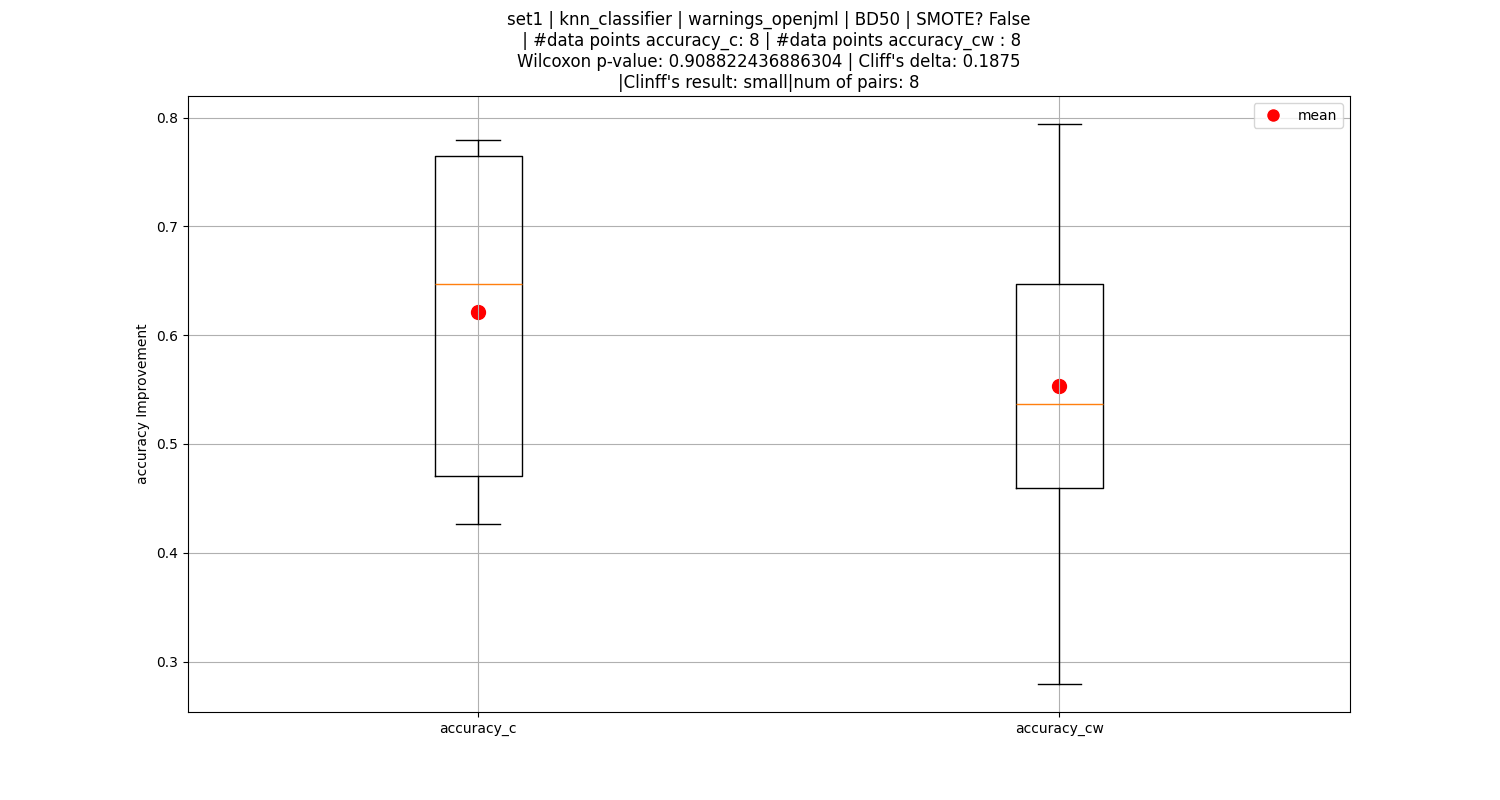 set1 | knn_classifier | warnings_openjml | BD50 | SMOTE? False
| #data points accuracy_c: 8 | #data points accuracy_cw : 8
Wilcoxon p-value: 0.908822436886304 | Cliff's delta: 0.1875
|Clinff's result: small|num of pairs: 8
mean
0.8
0.7
0.6
0.5
0.4
0.3
accuracy Improvement
accuracy_c
accuracy_cw